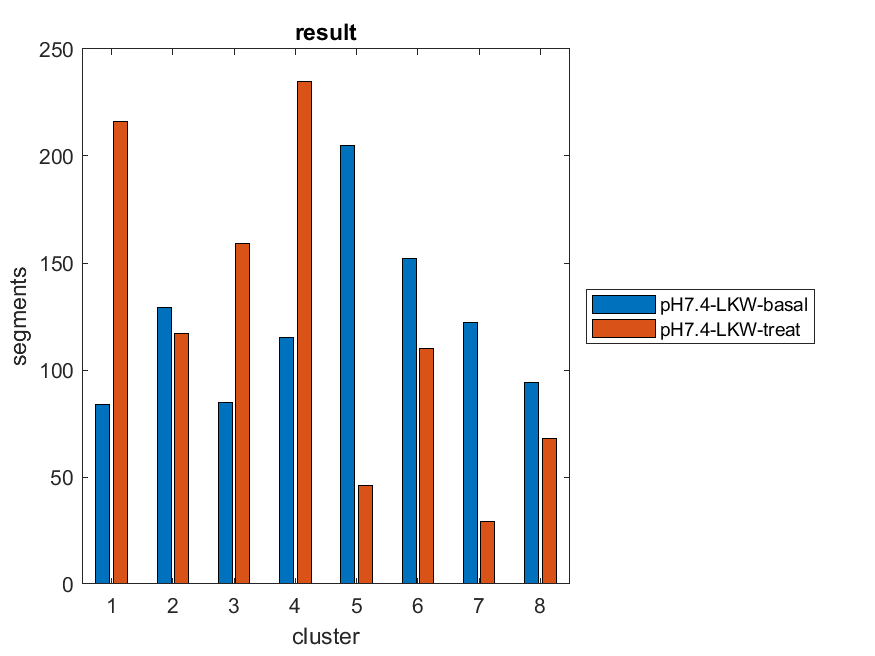 result
250
200
150
100
50
0
segments
1 2 3 4 5 6 7 8
cluster
pH7.4-LKW-basal
pH7.4-LKW-treat